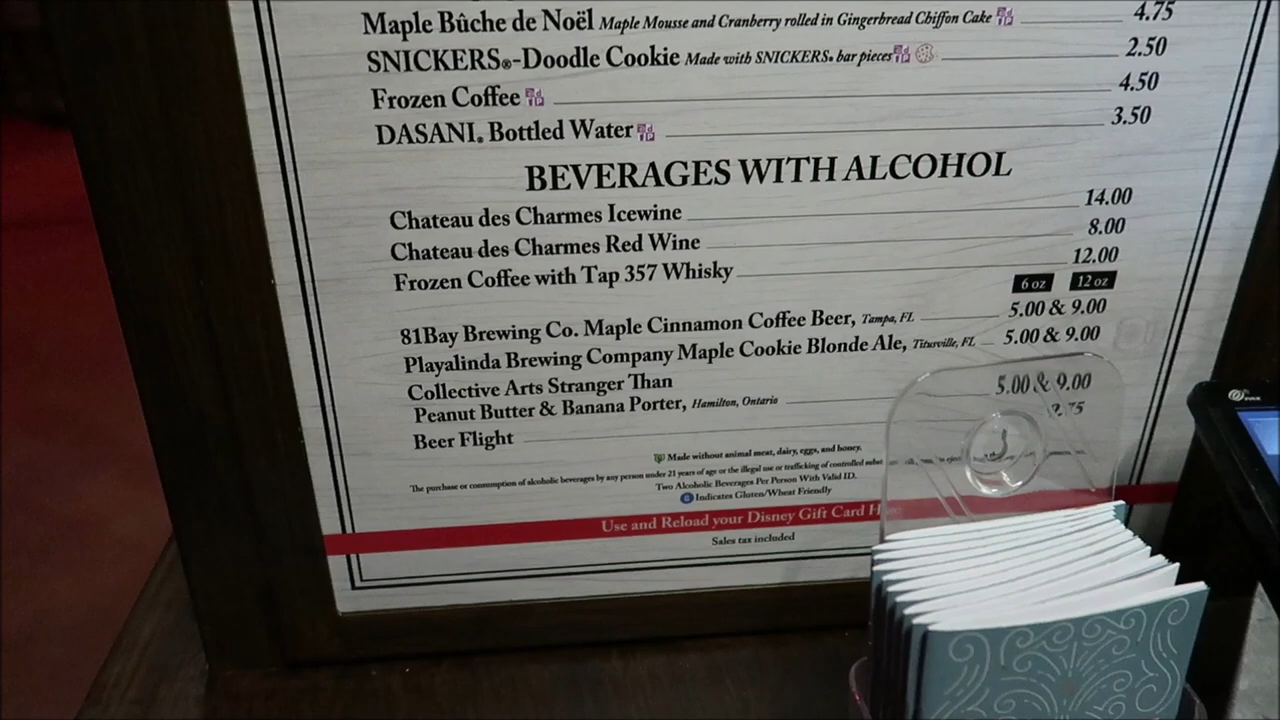 Maple Bûche de Noël Maple Mousse and Cranberry rolled in Gingerbread Chiffon Cake 4.75
SNICKERS®-Doodle Cookie Made with SNICKERS® bar pieces 2.50
Frozen Coffee 4.50
DASANI® Bottled Water 3.50
BEVERAGES WITH ALCOHOL
Chateau des Charmes Icewine 14.00
Chateau des Charmes Red Wine 8.00
Frozen Coffee with Tap 357 Whisky 12.00
6 oz 12 oz
81Bay Brewing Co. Maple Cinnamon Coffee Beer, Tampa, FL 5.00 & 9.00
Playalinda Brewing Company Maple Cookie Blonde Ale, Titusville, FL 5.00 & 9.00
Collective Arts Stranger Than
Peanut Butter & Banana Porter, Hamilton, Ontario 5.00 & 9.00
Beer Flight
Made without animal meat, dairy, eggs, and honey.
The purchase or consumption of alcoholic beverages by any person under 21 years of age or the illegal use or trafficking of controlled
Two Alcoholic Beverages Per Person With Valid ID.
Indicates Gluten/Wheat Friendly
Use and Reload your Disney Gift Card
Sales tax included